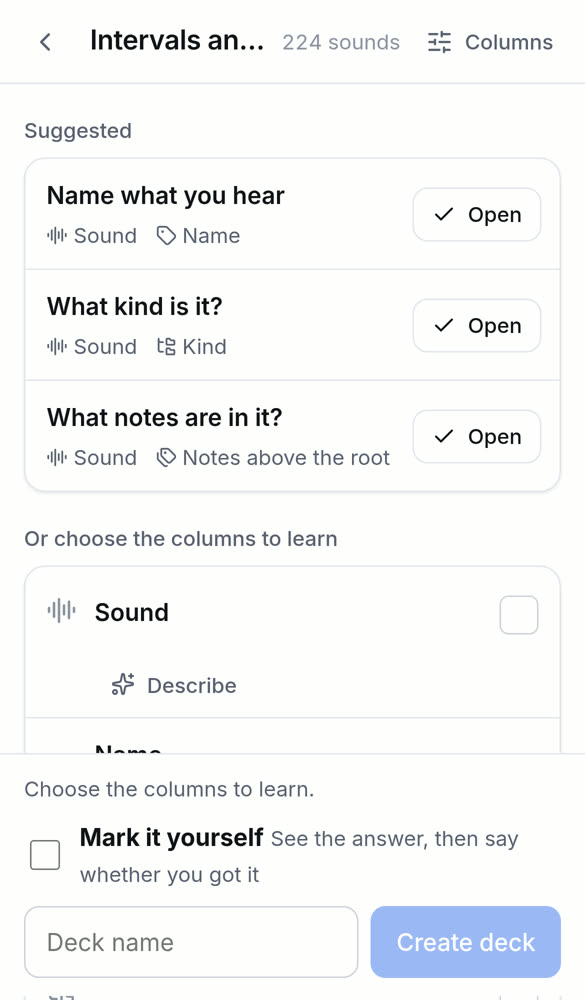 Intervals an...
224 sounds
Columns
Suggested
Name what you hear
Sound
Name
Open
What kind is it?
Sound
Kind
Open
What notes are in it?
Sound
Notes above the root
Open
Or choose the columns to learn
Sound
Describe
Name
Choose the columns to learn.
Mark it yourself See the answer, then say
whether you got it
Deck name
Create deck